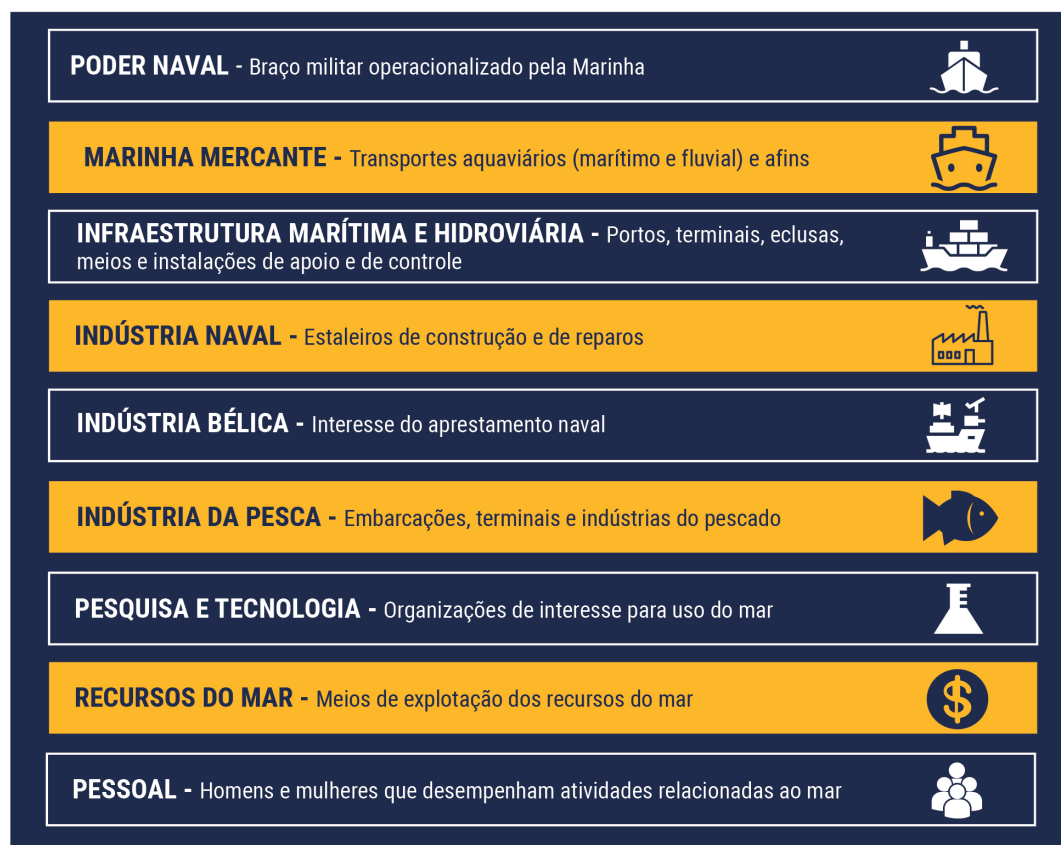 PODER NAVAL - Braço militar operacionalizado pela Marinha
MARINHA MERCANTE - Transportes aquaviários (marítimo e fluvial) e afins
INFRAESTRUTURA MARÍTIMA E HIDROVIÁRIA - Portos, terminais, eclusas,
meios e instalações de apoio e de controle
INDÚSTRIA NAVAL - Estaleiros de construção e de reparos
INDÚSTRIA BÉLICA - Interesse do aprestamento naval
INDÚSTRIA DA PESCA - Embarcações, terminais e indústrias do pescado
PESQUISA E TECNOLOGIA - Organizações de interesse para uso do mar
RECURSOS DO MAR - Meios de explotação dos recursos do mar
PESSOAL - Homens e mulheres que desempenham atividades relacionadas ao mar